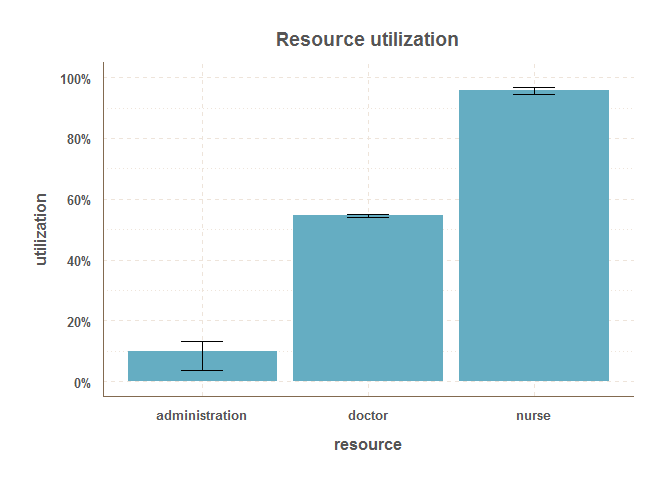 Resource utilization
100%
80%
60%
40%
20%
0%
utilization
administration
doctor
nurse
resource